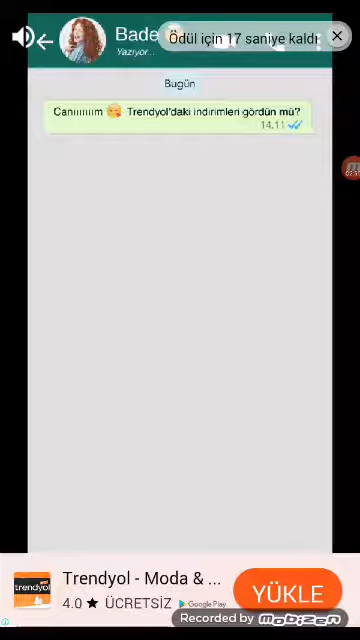 Bade
Ödül için 17 saniye kaldı
Yazıyor...
Bugün
Canıııııım Trendyol'daki indirimleri gördün mü?
14.11
trendyol
Trendyol - Moda & ...
4.0 ★ ÜCRETSİZ Google Play
YÜKLE
Recorded by MOBIZEN